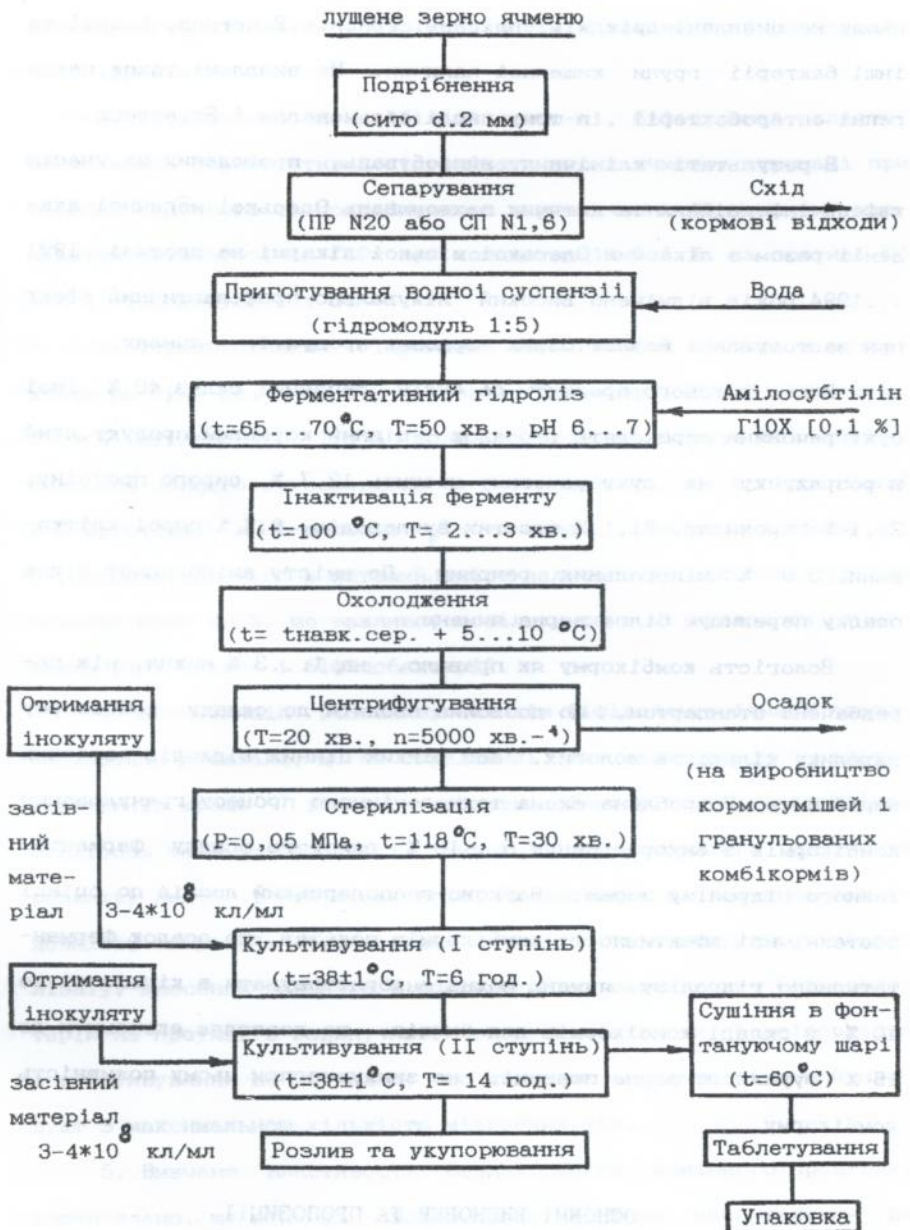 лущене зерно ячменю
Подрібнення
(сито d.2 мм)
Сепарування
(ПР N20 або СП N1,6)
Схід
(кормові відходи)
Приготування водної суспензії
(гідромодуль 1:5)
Вода
Ферментативний гідроліз
(t=65...70°C, T=50 хв., рН 6...7)
Амілосубтілін
Г10Х [0,1 %]
Інактивація ферменту
(t=100 °C, T= 2...3 хв.)
Охолодження
(t= tнавк.сер. + 5...10 °C)
Центрифугування
(T=20 хв., n=5000 хв.-¹)
Осадок
(на виробництво
кормосумішей і
гранульованих
комбікормів)
Отримання
інокуляту
засів-
ний
мате-
ріал 3-4*10⁸ кл/мл
Стерилізація
(P=0,05 МПа, t=118°C, T=30 хв.)
Культивування (I ступінь)
(t=38±1°C, T=6 год.)
Отримання
інокуляту
засівний
матеріал
3-4*10⁸ кл/мл
Культивування (II ступінь)
(t=38±1°C, T= 14 год.)
Сушіння в фон-
тануючому шарі
(t=60°C)
Розлив та укупорювання
Таблетування
Упаковка